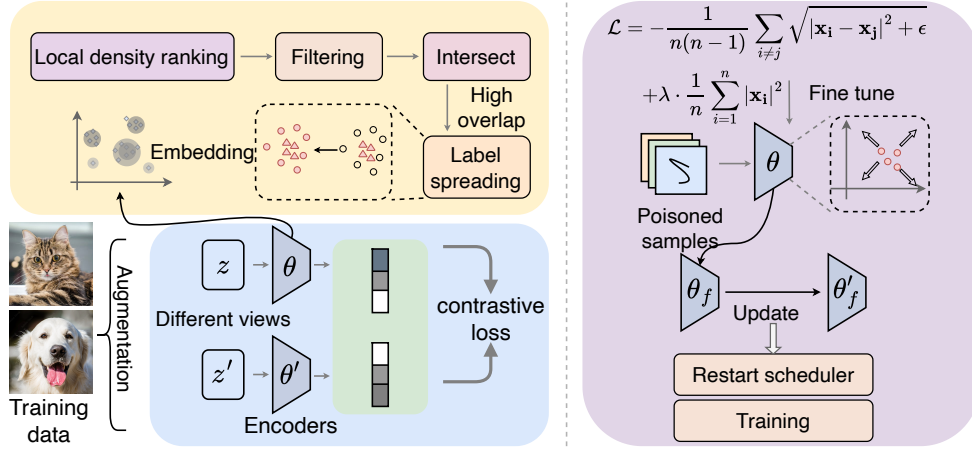 Local density ranking
Filtering
Intersect
High
overlap
Embedding
Label
spreading
Training
data
Augmentation
z
θ
Different views
z′
θ′
Encoders
contrastive
loss
ℒ = − 1/(n(n − 1)) ∑_{i≠j} √(|x_i − x_j|² + ϵ)
+λ · 1/n ∑_{i=1}^{n} |x_i|²
Fine tune
θ
Poisoned
samples
θ_f
θ′_f
Update
Restart scheduler
Training